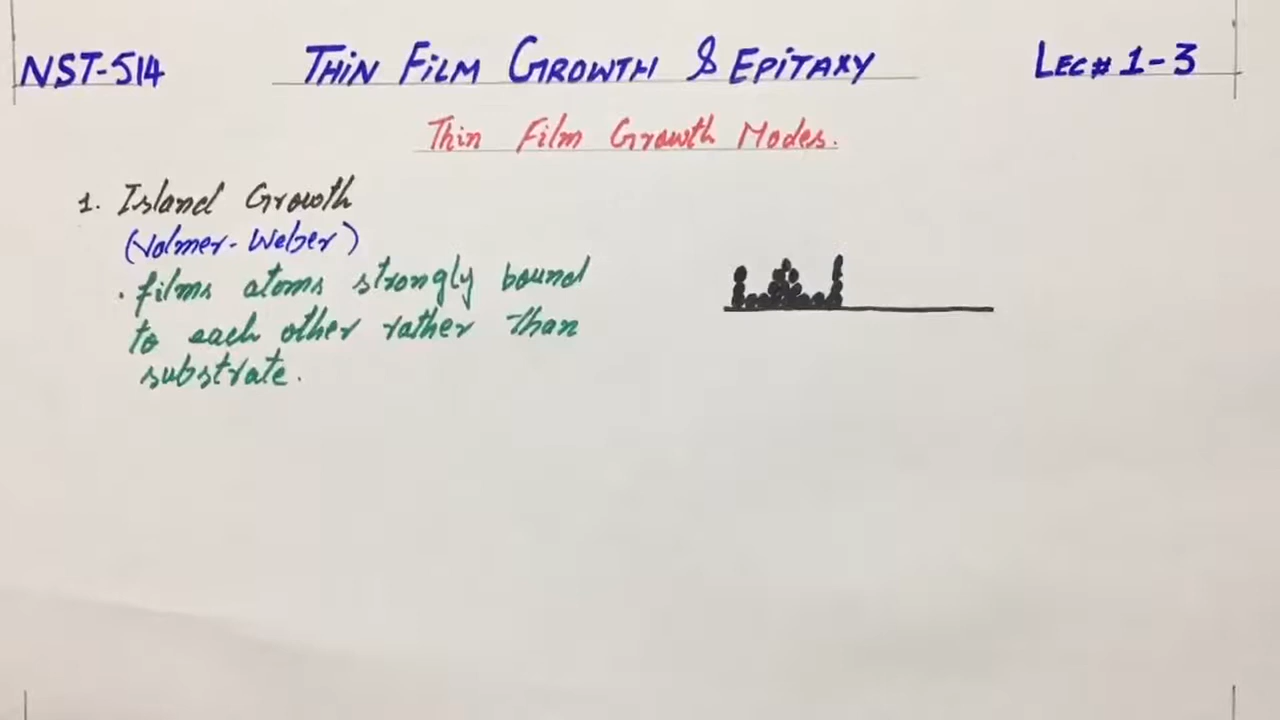 NST-514 THIN FILM GROWTH & EPITAXY LEC# 1-3
Thin Film Growth Modes.
1. Island Growth
(Volmer-Weber)
. films atoms strongly bound
to each other rather than
substrate.